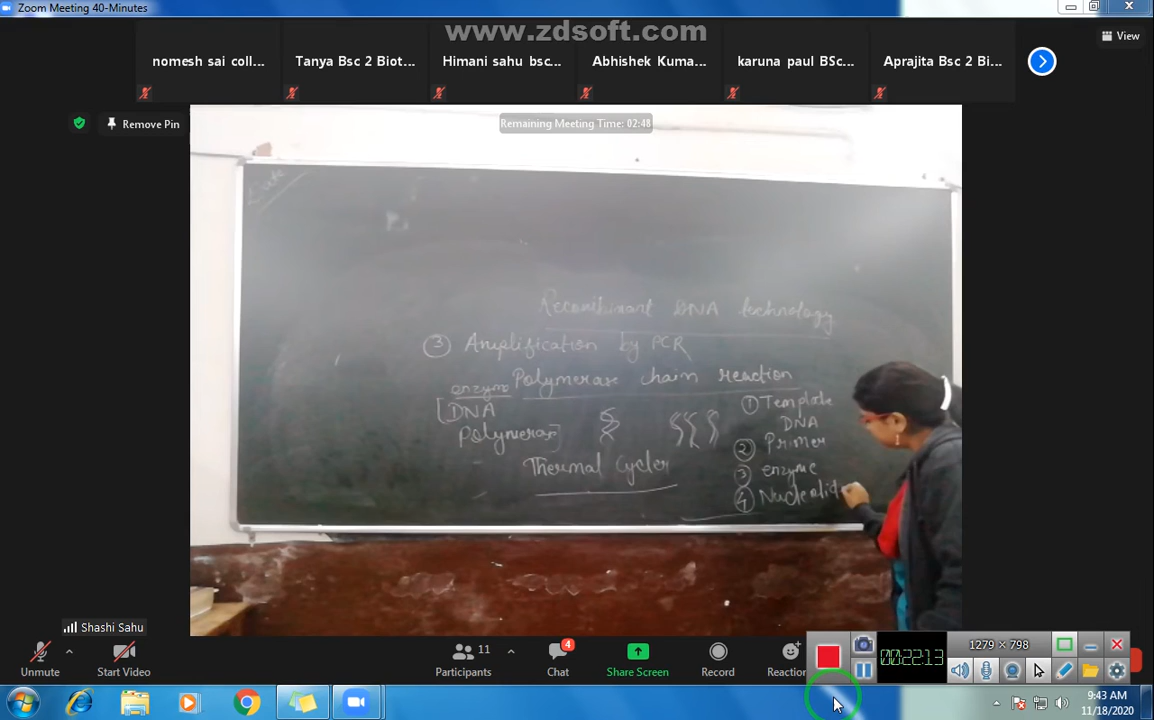 Zoom Meeting 40-Minutes
www.zdsoft.com
View
nomesh sai coll...
Tanya Bsc 2 Biot...
Himani sahu bsc...
Abhishek Kuma...
karuna paul BSc...
Aprajita Bsc 2 Bi...
Remove Pin
Remaining Meeting Time: 02:48
Date
Recombinant DNA technology
③ Amplification by PCR
Polymerase chain reaction
enzyme
[DNA
Polymerase]
Thermal Cycler
① Template
DNA
② Primer
③ enzyme
④ Nucleotide
Shashi Sahu
Unmute
Start Video
11
Participants
4
Chat
Share Screen
Record
Reaction
1279 × 798
00:22:13
9:43 AM
11/18/2020